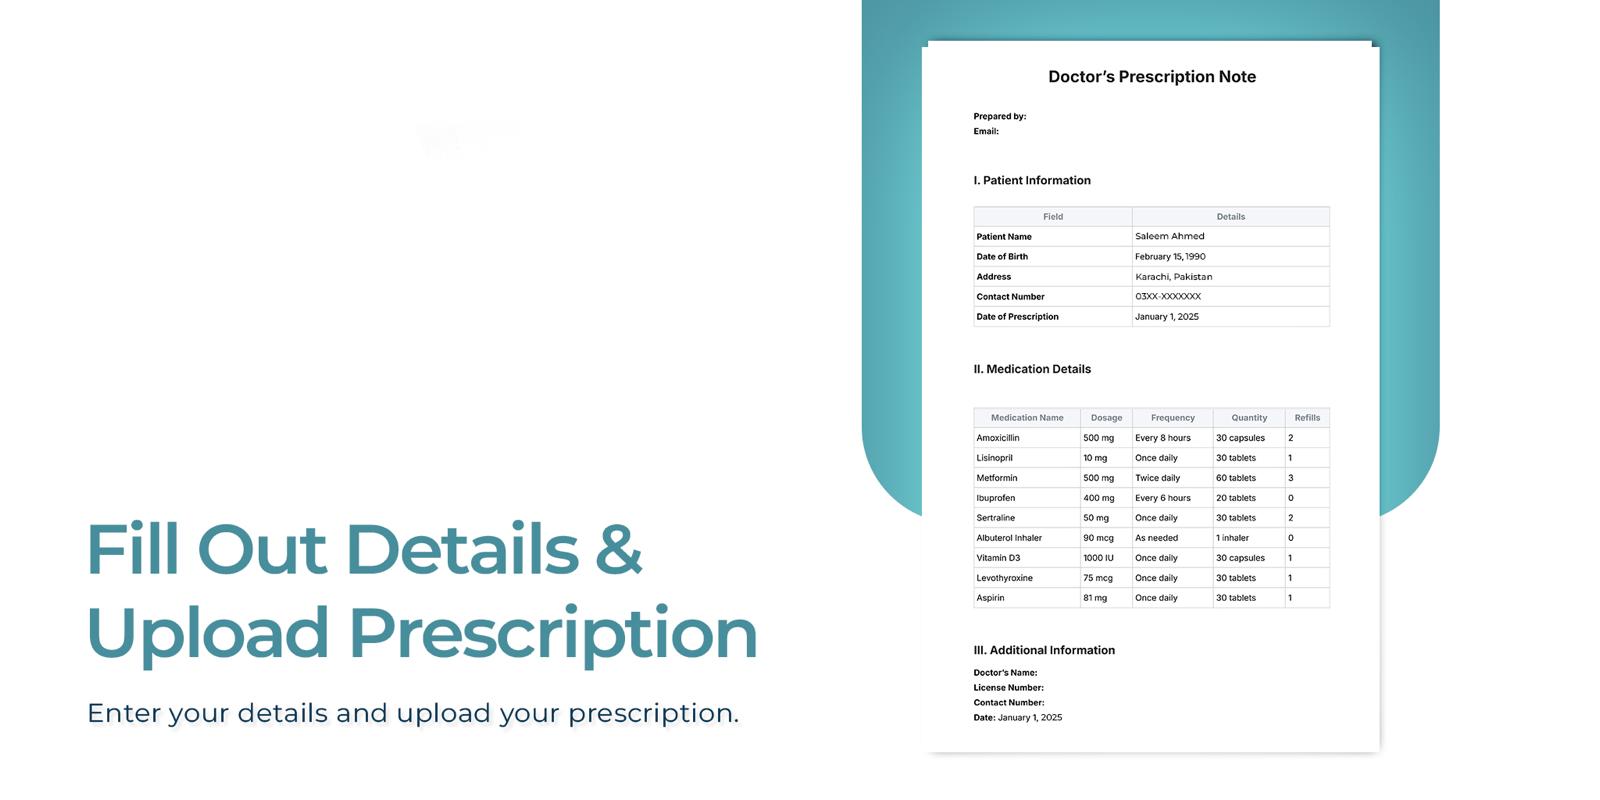 Fill Out Details &
Upload Prescription
Enter your details and upload your prescription.
Doctor’s Prescription Note
Prepared by:
Email:
I. Patient Information
Field Details
Patient Name Saleem Ahmed
Date of Birth February 15,1990
Address Karachi, Pakistan
Contact Number 03XX-XXXXXXX
Date of Prescription January 1, 2025
II. Medication Details
Medication Name Dosage Frequency Quantity Refills
Amoxicillin 500 mg Every 8 hours 30 capsules 2
Lisinopril 10 mg Once daily 30 tablets 1
Metformin 500 mg Twice daily 60 tablets 3
Ibuprofen 400 mg Every 6 hours 20 tablets 0
Sertraline 50 mg Once daily 30 tablets 2
Albuterol Inhaler 90 mcg As needed 1 inhaler 0
Vitamin D3 1000 IU Once daily 30 capsules 1
Levothyroxine 75 mcg Once daily 30 tablets 1
Aspirin 81 mg Once daily 30 tablets 1
III. Additional Information
Doctor’s Name:
License Number:
Contact Number:
Date: January 1, 2025